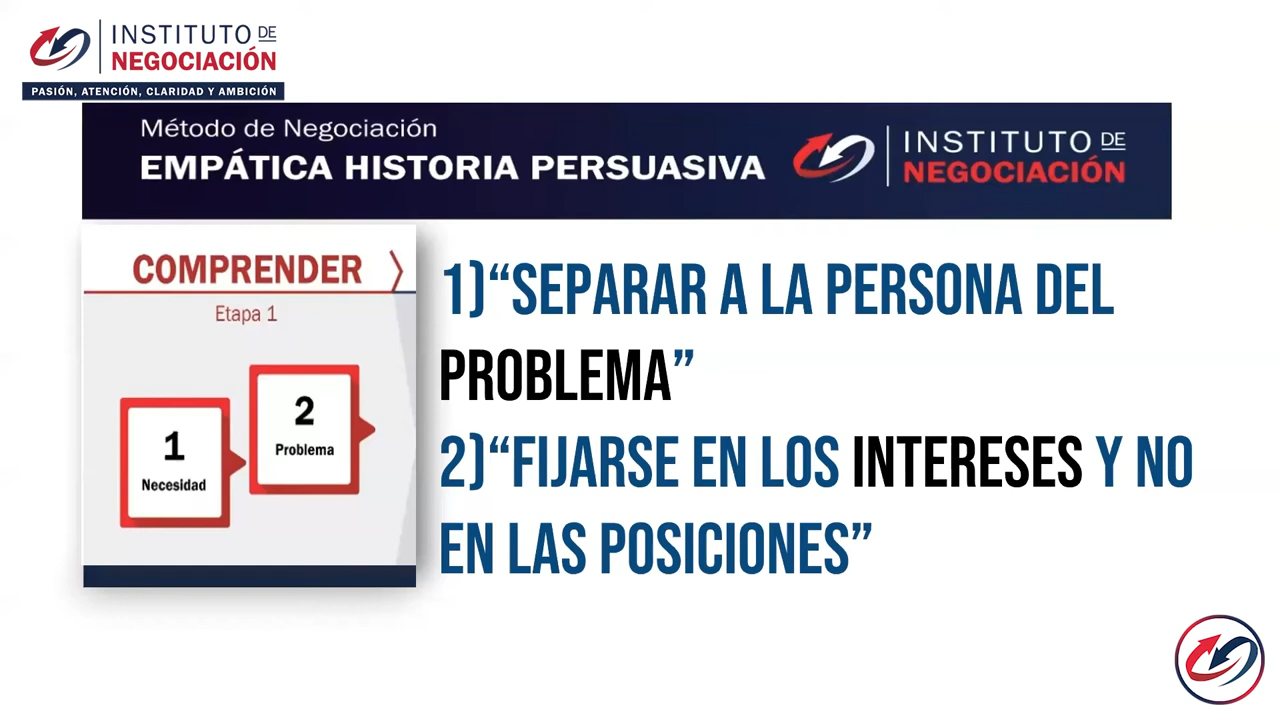 INSTITUTO DE
NEGOCIACIÓN
PASIÓN, ATENCIÓN, CLARIDAD Y AMBICIÓN
Método de Negociación
EMPÁTICA HISTORIA PERSUASIVA
INSTITUTO DE
NEGOCIACIÓN
COMPRENDER
Etapa 1
1
Necesidad
2
Problema
1)“SEPARAR A LA PERSONA DEL
PROBLEMA”
2)“FIJARSE EN LOS INTERESES Y NO
EN LAS POSICIONES”